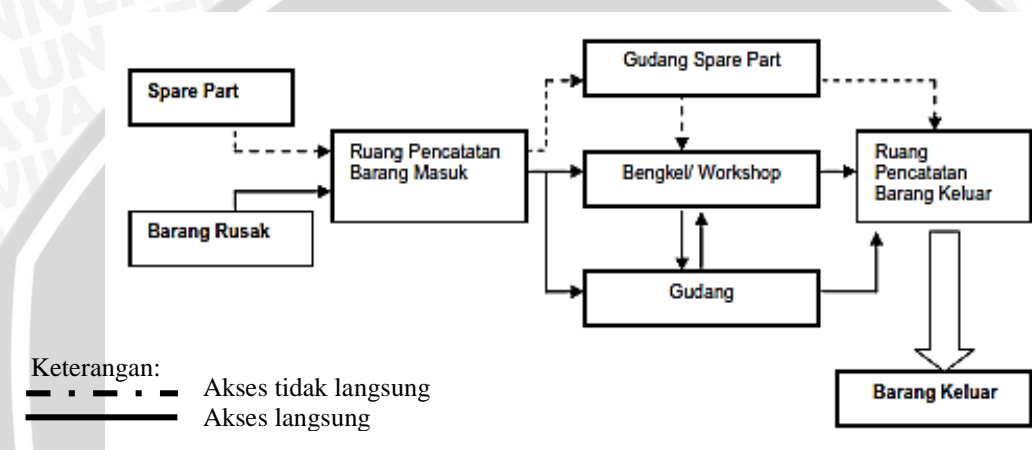 Spare Part
Gudang Spare Part
Ruang Pencatatan
Barang Masuk
Bengkel/ Workshop
Ruang
Pencatatan
Barang Keluar
Barang Rusak
Gudang
Keterangan:
Akses tidak langsung
Akses langsung
Barang Keluar